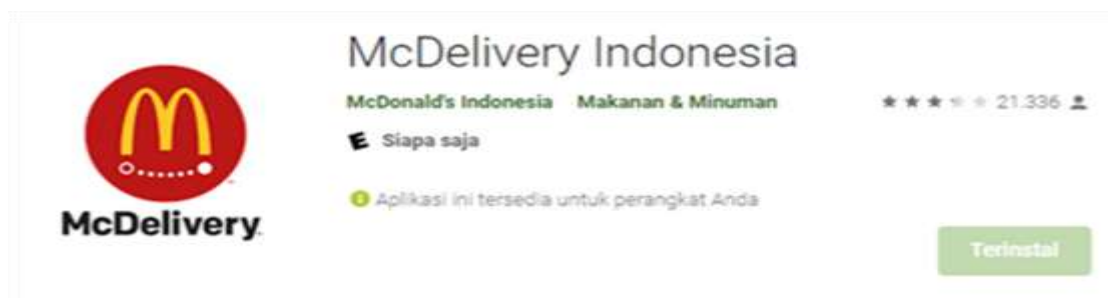 McDelivery Indonesia
McDonald's Indonesia Makanan & Minuman 21.336
E Siapa saja
Aplikasi ini tersedia untuk perangkat Anda
McDelivery
Terinstal